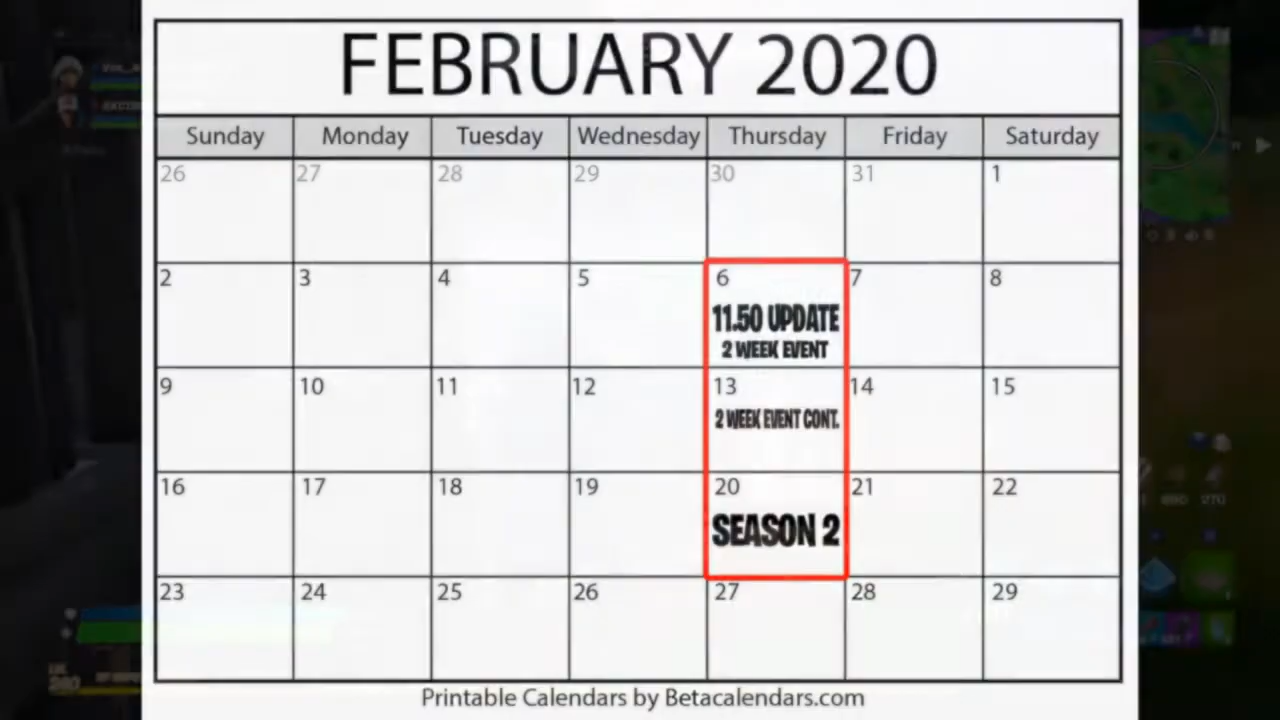 FEBRUARY 2020
Sunday Monday Tuesday Wednesday Thursday Friday Saturday
26 27 28 29 30 31 1
2 3 4 5 6 7 8
11.50 UPDATE
2 WEEK EVENT
9 10 11 12 13 14 15
2 WEEK EVENT CONT.
16 17 18 19 20 21 22
SEASON 2
23 24 25 26 27 28 29
Printable Calendars by Betacalendars.com